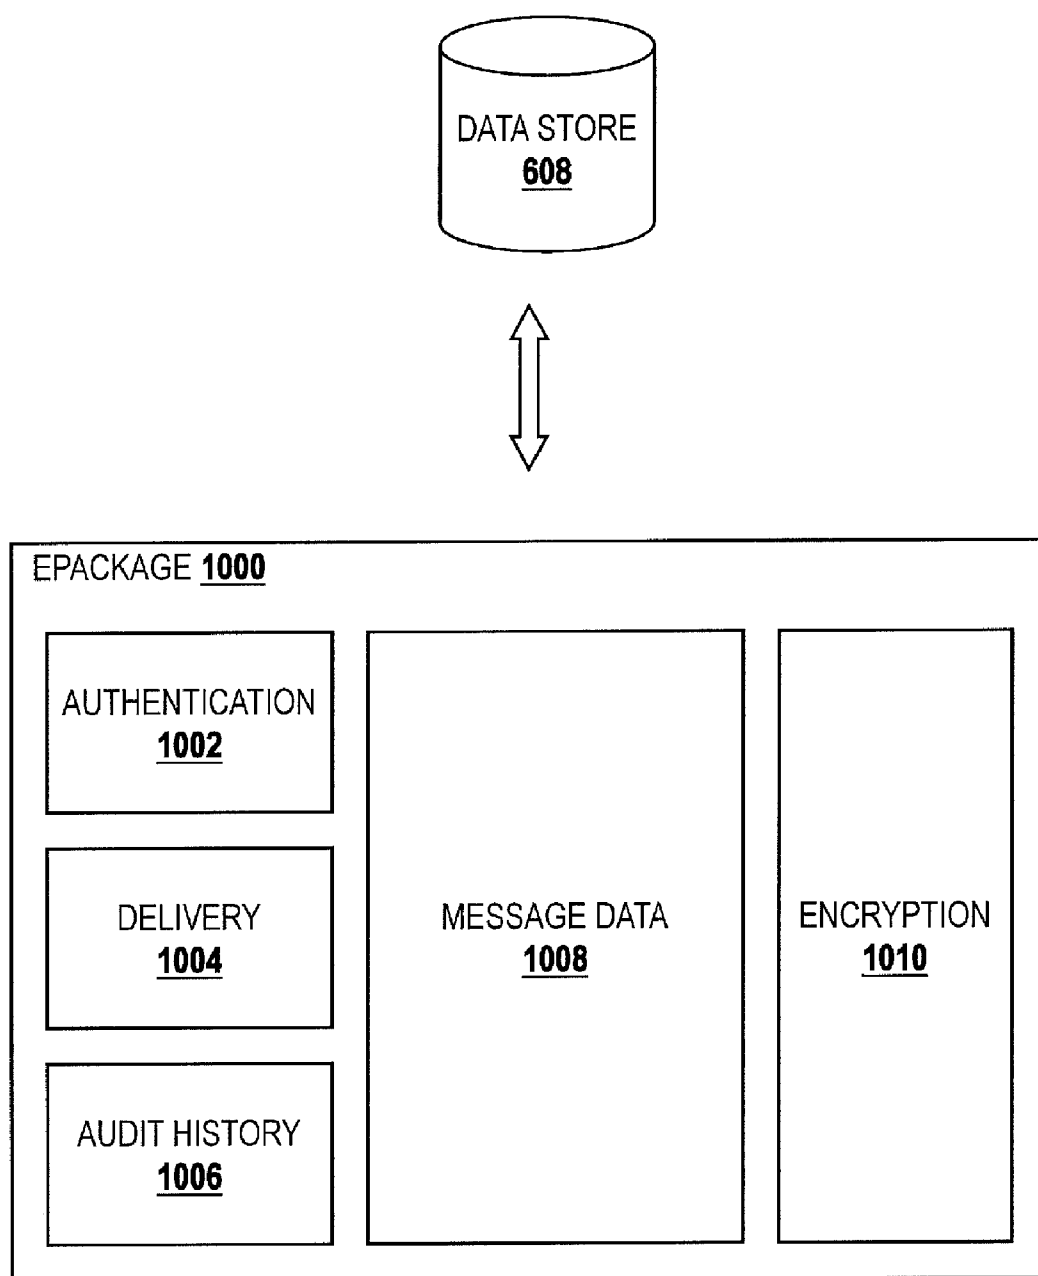 DATA STORE
608
EPACKAGE 1000
AUTHENTICATION
1002
DELIVERY
1004
AUDIT HISTORY
1006
MESSAGE DATA
1008
ENCRYPTION
1010